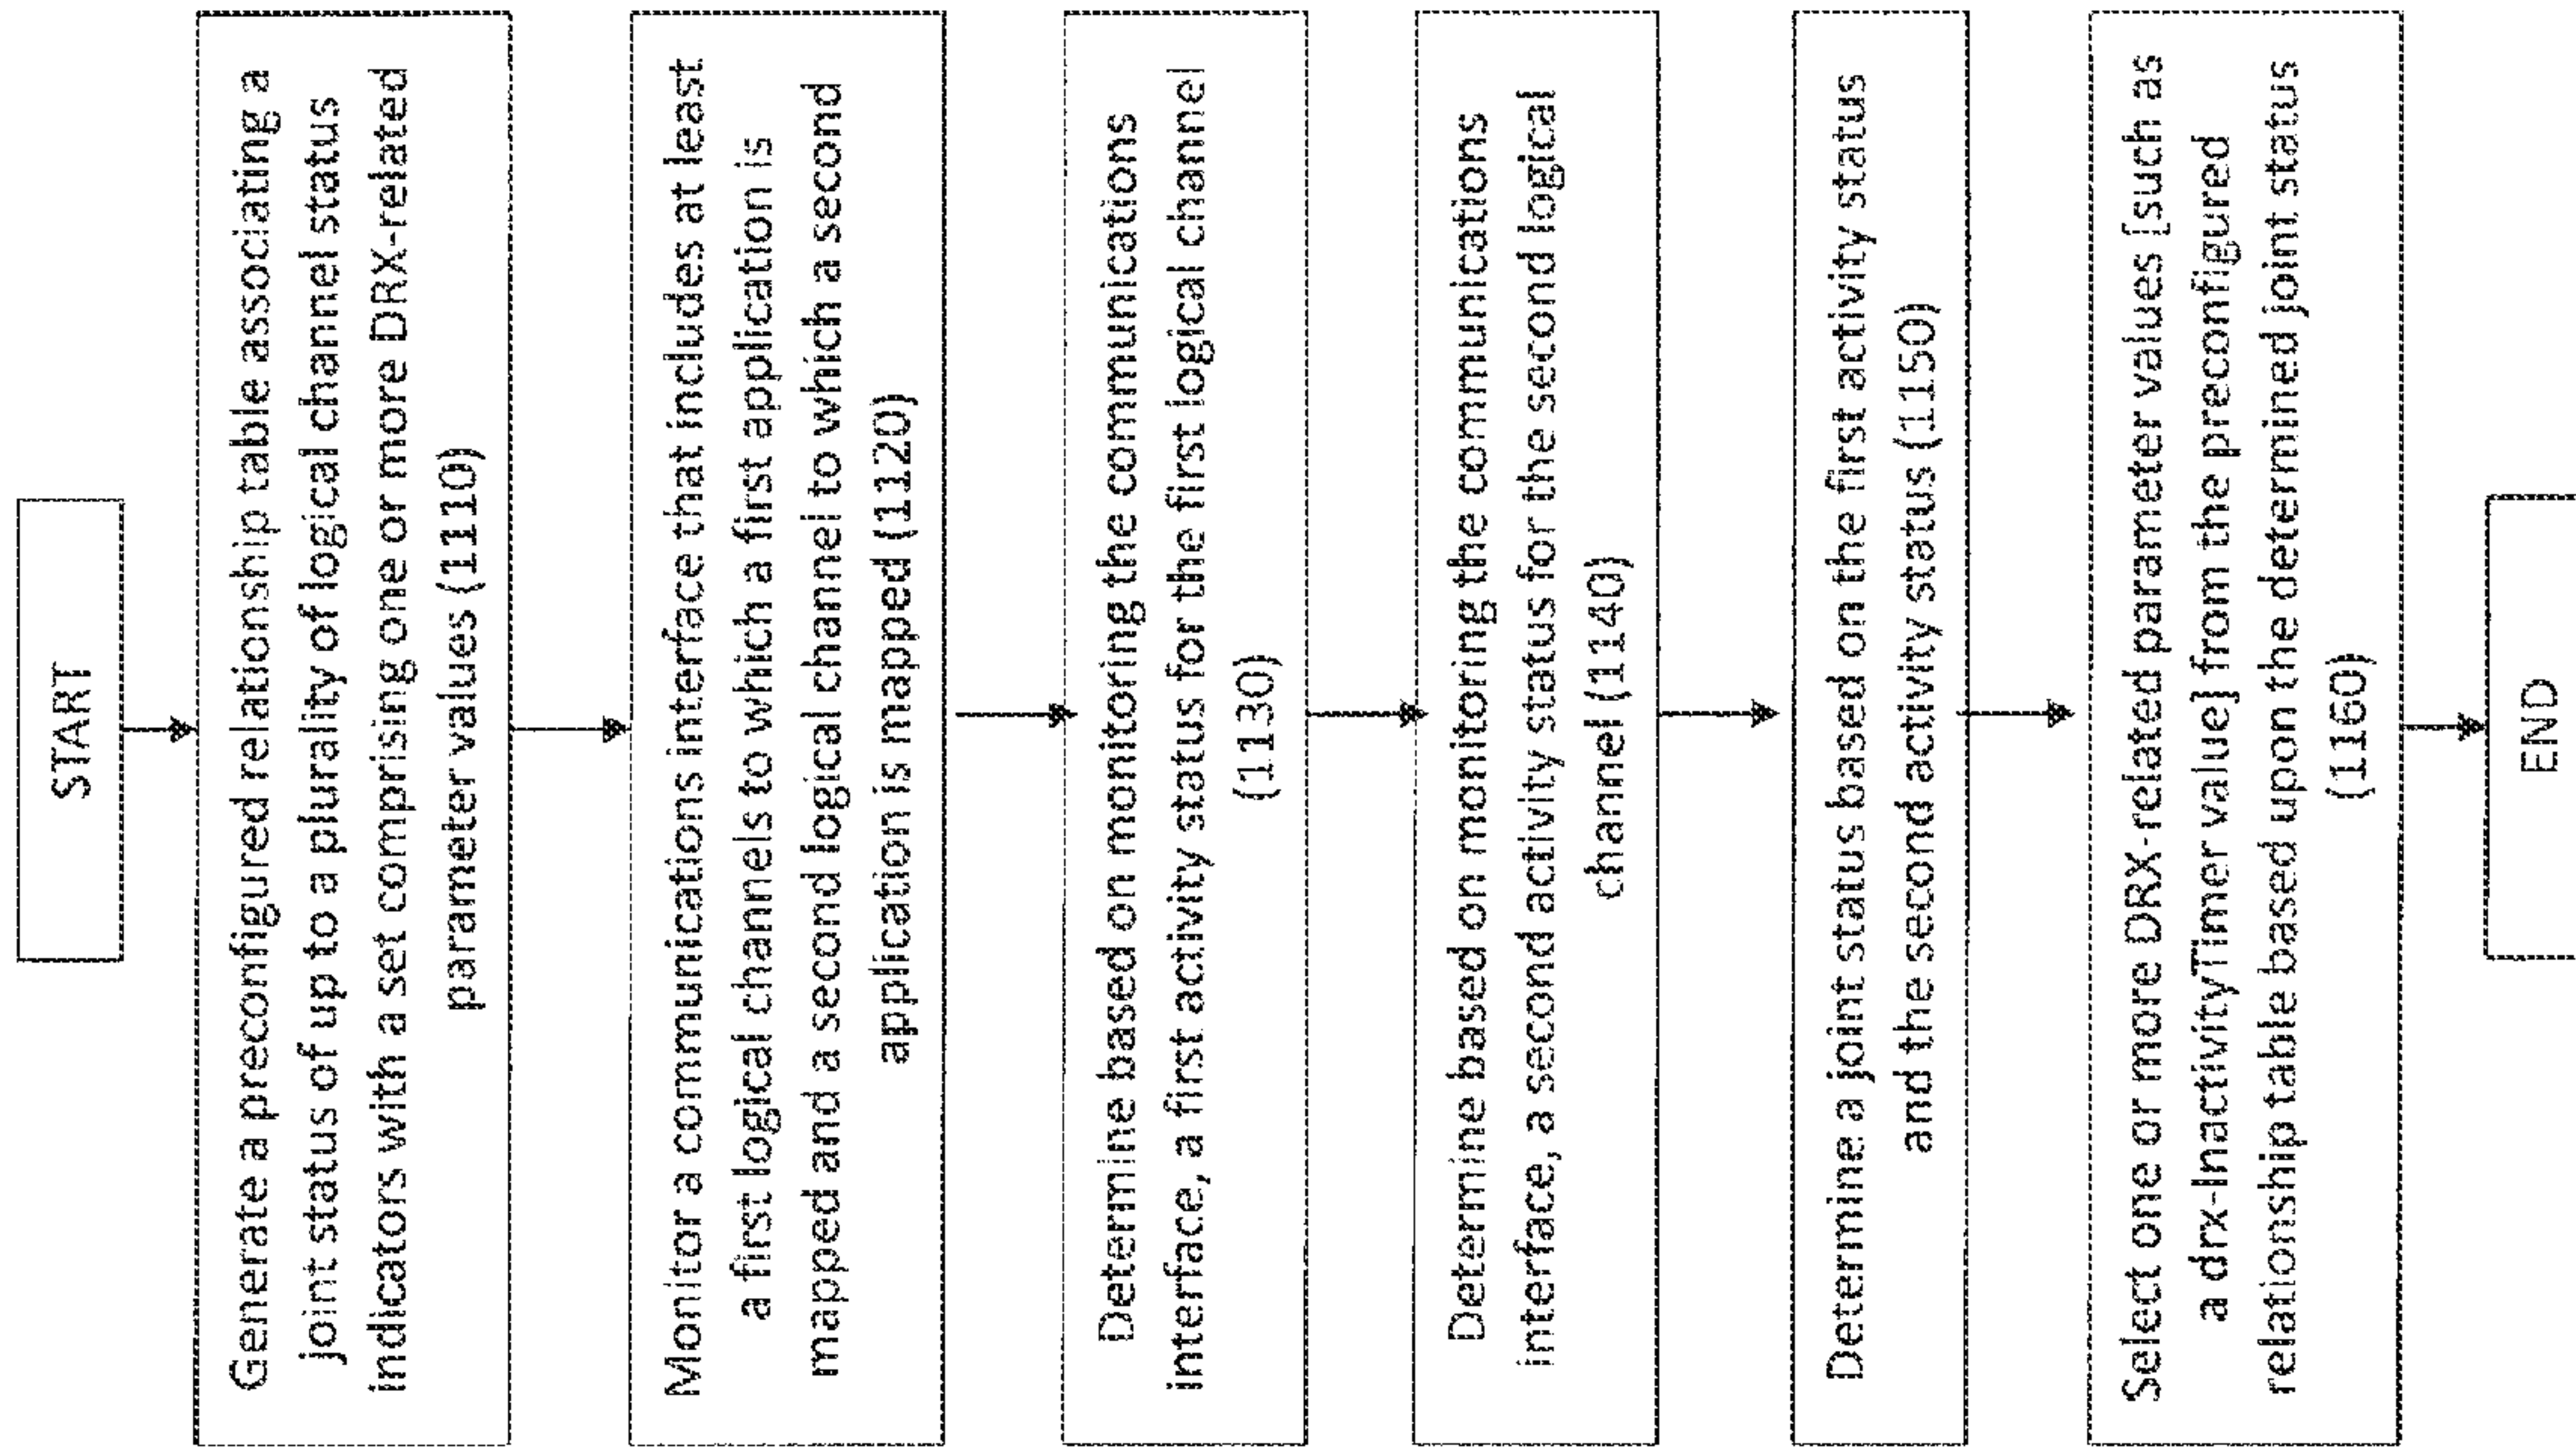 START
Generate a preconfigured relationship table associating a
joint status of up to a plurality of logical channel status
indicators with a set comprising one or more DRX-related
parameter values (1110)
Monitor a communications interface that includes at least
a first logical channels to which a first application is
mapped and a second logical channel to which a second
application is mapped (1120)
Determine based on monitoring the communications
interface, a first activity status for the first logical channel
(1130)
Determine based on monitoring the communications
interface, a second activity status for the second logical
channel (1140)
Determine a joint status based on the first activity status
and the second activity status (1150)
Select one or more DRX-related parameter values [such as
a drx-InactivityTimer value] from the preconfigured
relationship table based upon the determined joint status
(1160)
END